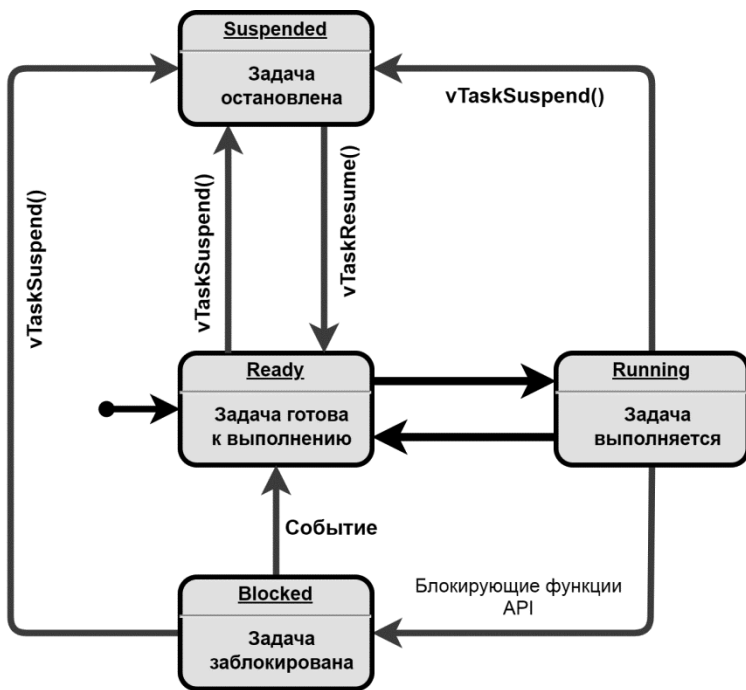 Suspended
Задача
остановлена
vTaskSuspend()
vTaskSuspend()
vTaskSuspend()
vTaskResume()
Ready
Задача готова
к выполнению
Running
Задача
выполняется
Событие
Blocked
Задача
заблокирована
Блокирующие функции
API